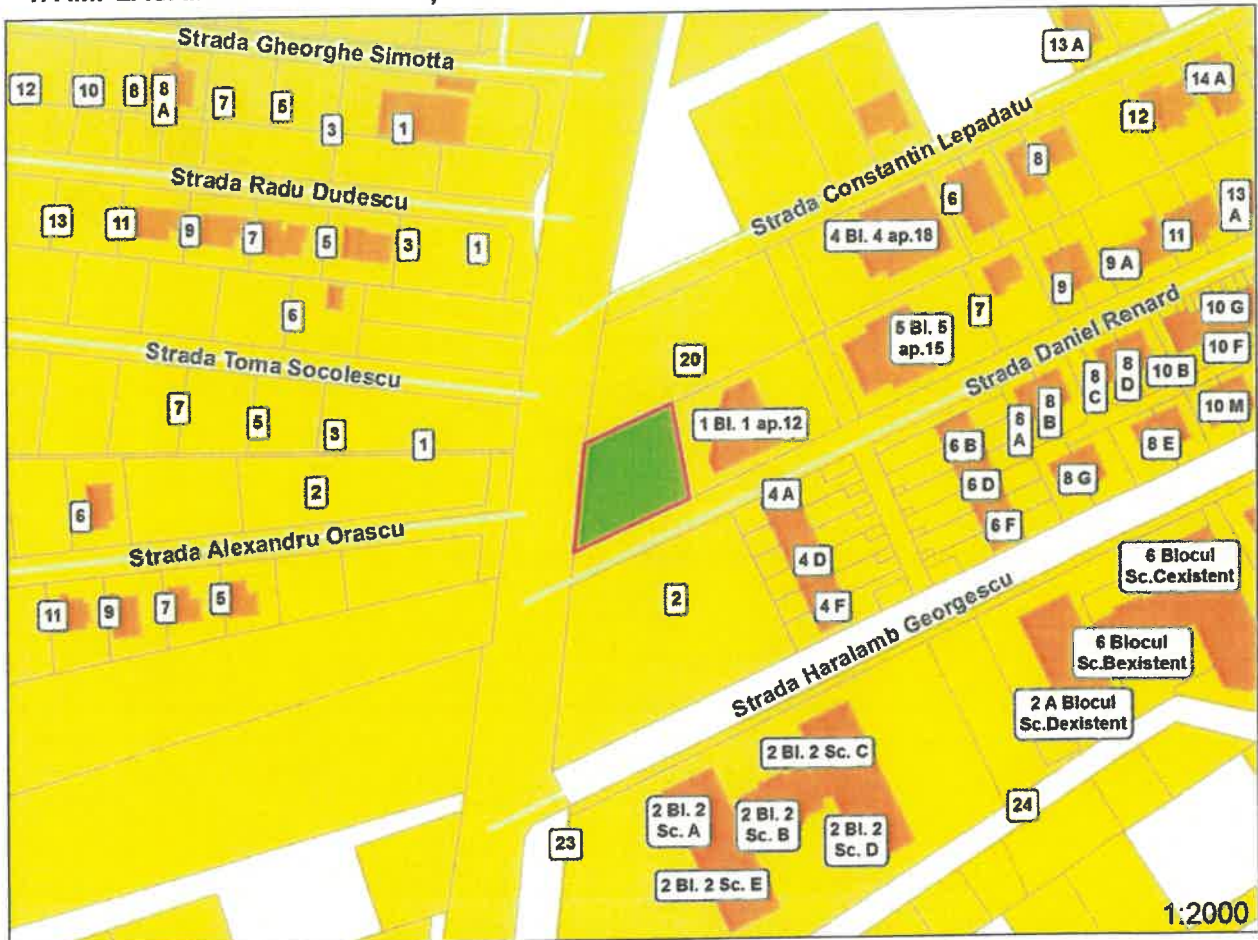 Strada Gheorghe Simotta
13 A
12
10
8
8
A
7
5
3
1
14 A
12
Strada Constantin Lepadatu
8
6
4 Bl. 4 ap.18
Strada Radu Dudescu
13
11
9
7
5
3
1
13
A
11
9 A
9
7
6
5 Bl. 5
ap.15
Strada Daniel Renard
10 G
10 F
10 B
10 M
8
D
8
C
8
B
8
A
8 E
8 G
Strada Toma Socolescu
20
1 Bl. 1 ap.12
7
5
3
1
6 B
6 D
6 F
4 A
4 D
4 F
2
6
2
Strada Alexandru Orascu
11
9
7
5
Strada Haralamb Georgescu
6 Blocul
Sc.Cexistent
6 Blocul
Sc.Bexistent
2 A Blocul
Sc.Dexistent
2 Bl. 2 Sc. C
2 Bl. 2
Sc. A
2 Bl. 2
Sc. B
2 Bl. 2
Sc. D
2 Bl. 2 Sc. E
23
24
1:2000